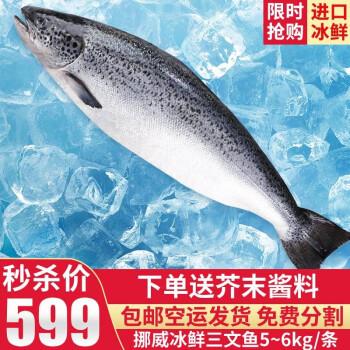 限时 进口
抢购 冰鲜
秒杀价
599
下单送芥末酱料
包邮空运发货 免费分割
挪威冰鲜三文鱼5~6kg/条